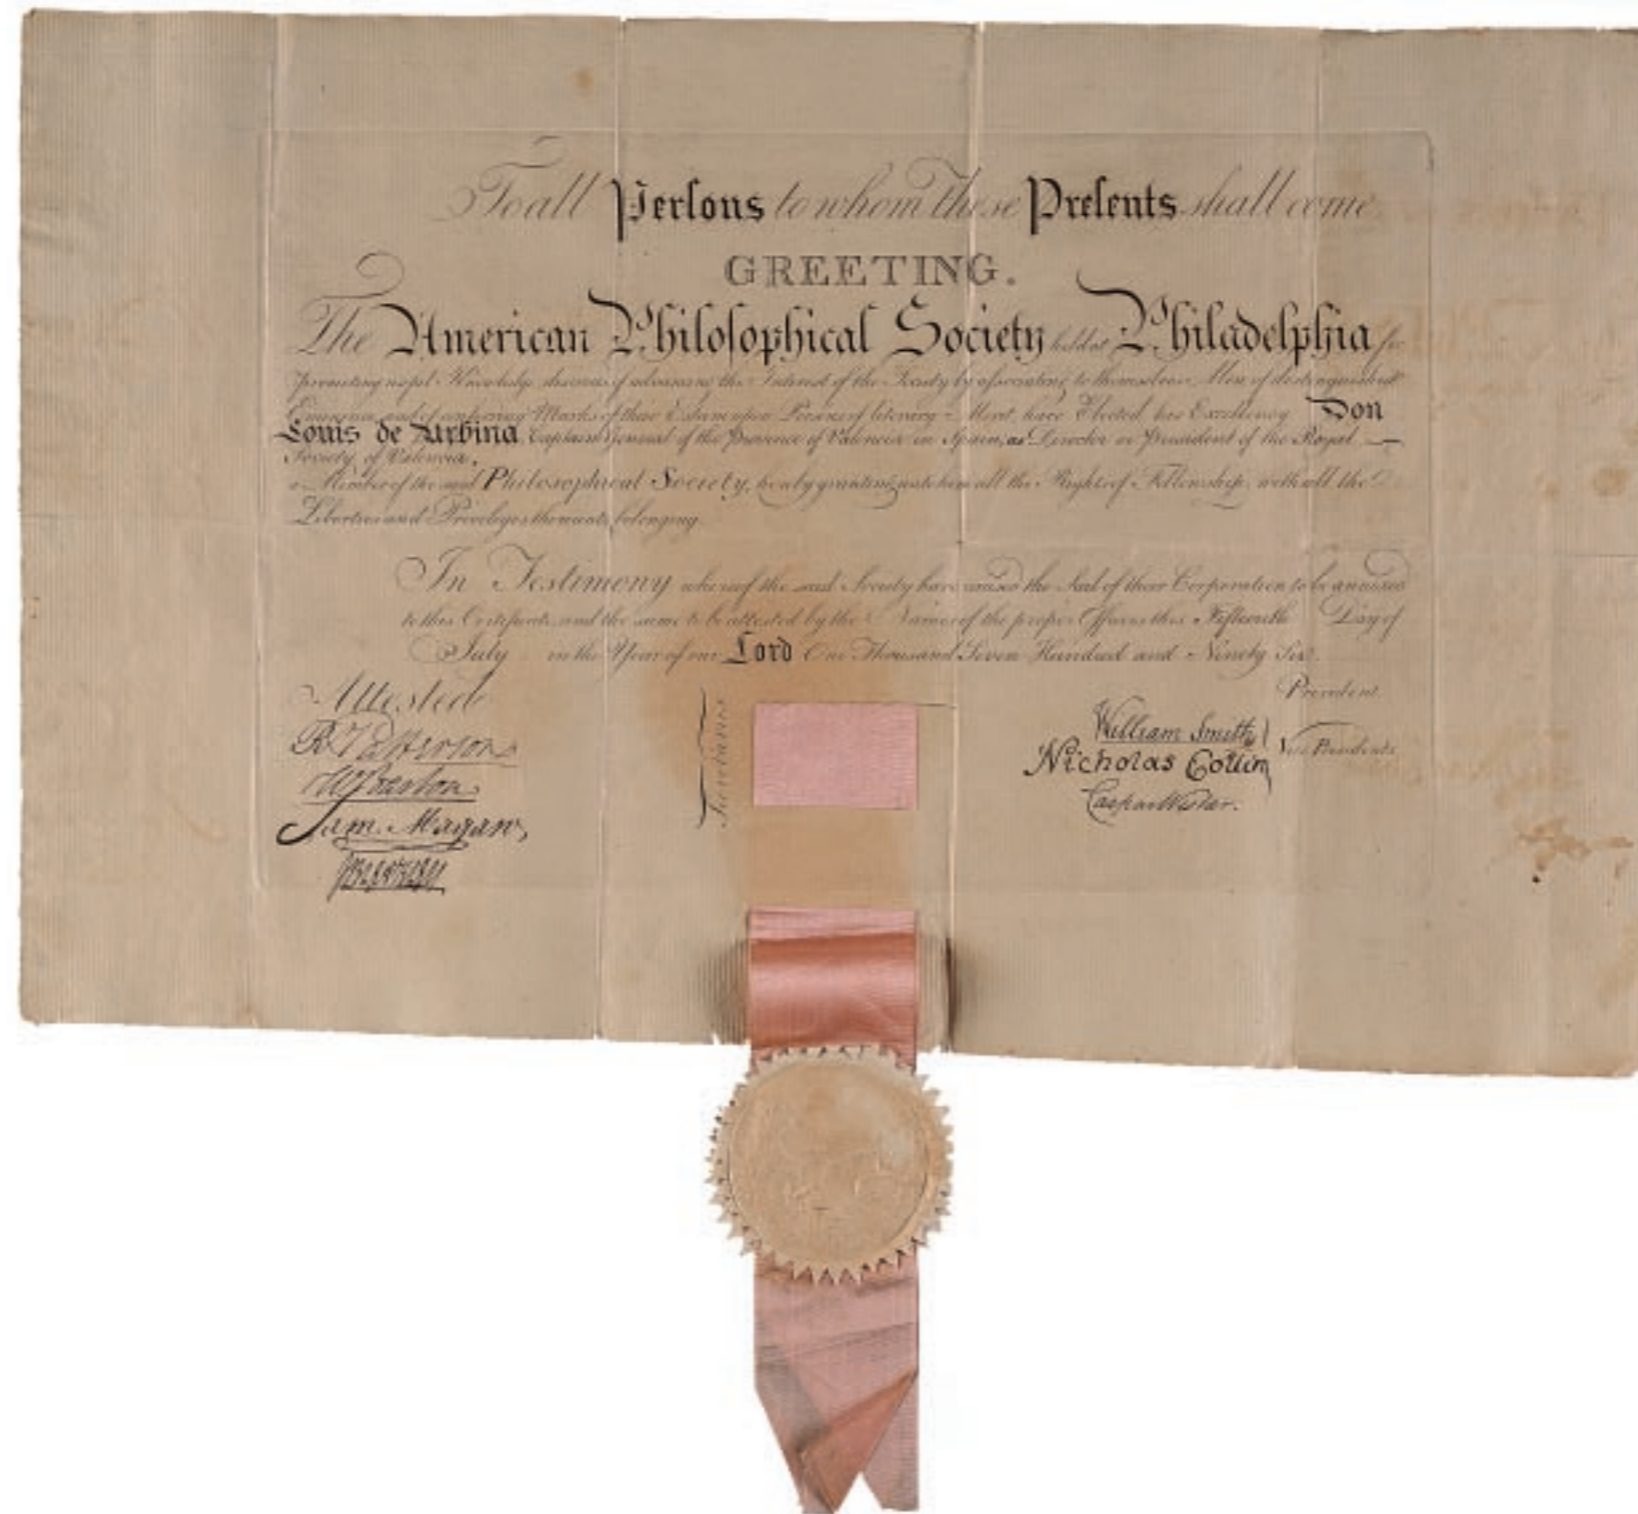 To all Persons to whom these Presents shall come
GREETING.
The American Philosophical Society held at Philadelphia for
promoting useful Knowledge, desirous of advancing the Interest of the Society by associating to themselves Men of distinguished
Eminence, and of conferring Marks of their Esteem upon Persons of literary Merit, have Elected his Excellency Don
Louis de Urbina Captain General of the Province of Valencia in Spain, as Director or President of the Royal
Society of Valencia,
a Member of the said Philosophical Society, hereby granting unto him all the Rights of Fellowship, with all the
Liberties and Privileges thereunto belonging.
In Testimony whereof the said Society have caused the Seal of their Corporation to be annexed
to this Certificate, and the same to be attested by the Names of the proper Officers this Fifteenth Day of
July in the Year of our Lord One Thousand Seven Hundred and Ninety Six.
Attested
R Patterson
Sam. Magaw
Secretaries
President
William Smith
Nicholas Collin
Vice Presidents
Caspar Wistar.